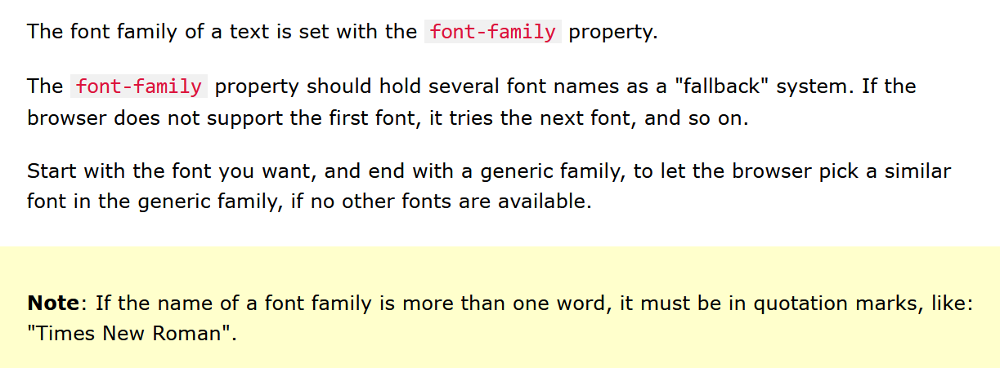 The font family of a text is set with the font-family property.
The font-family property should hold several font names as a "fallback" system. If the
browser does not support the first font, it tries the next font, and so on.
Start with the font you want, and end with a generic family, to let the browser pick a similar
font in the generic family, if no other fonts are available.
Note: If the name of a font family is more than one word, it must be in quotation marks, like:
"Times New Roman".